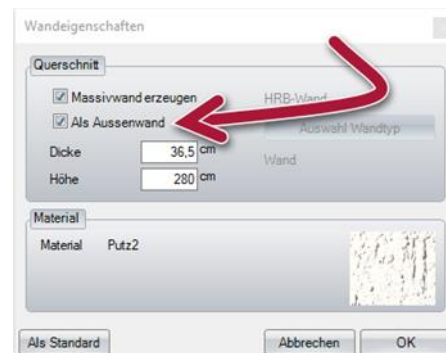 Wandeigenschaften
Querschnitt
Massivwand erzeugen
HRB-Wand
Als Aussenwand
Auswahl Wandtyp
Dicke 36,5 cm
Wand
Höhe 280 cm
Material
Material Putz2
Als Standard Abbrechen OK